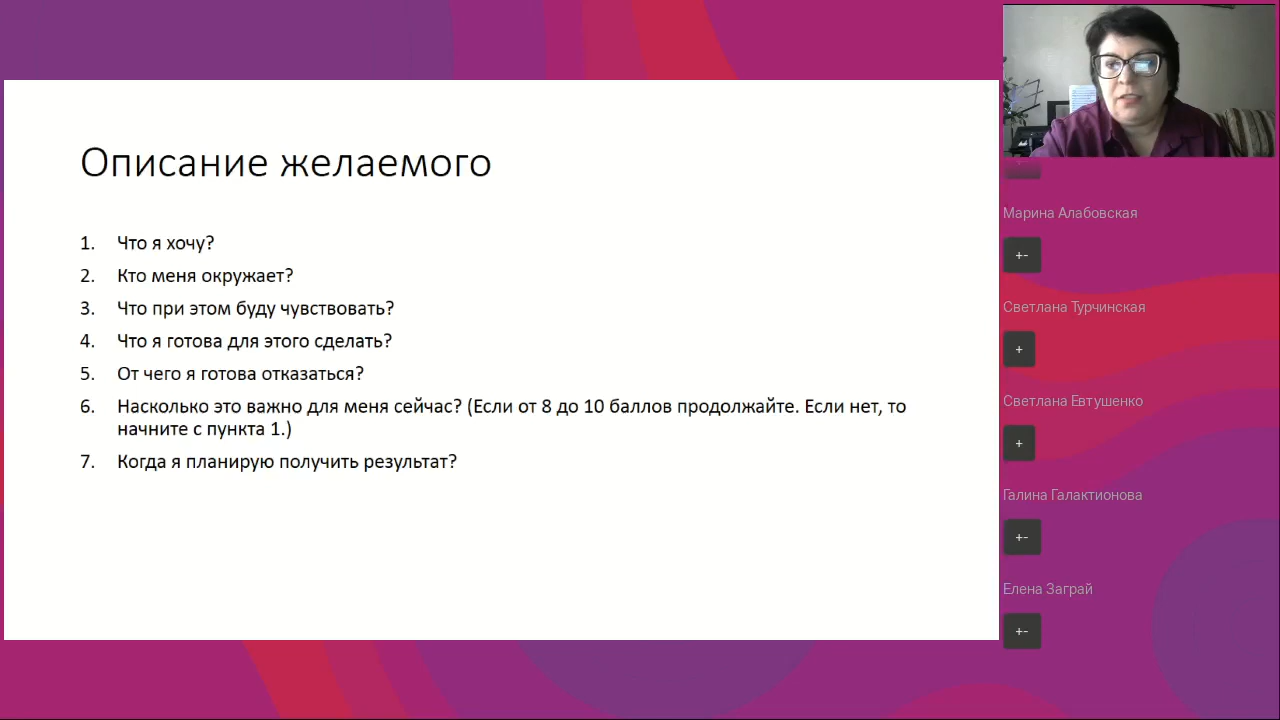 Описание желаемого
1. Что я хочу?
2. Кто меня окружает?
3. Что при этом буду чувствовать?
4. Что я готова для этого сделать?
5. От чего я готова отказаться?
6. Насколько это важно для меня сейчас? (Если от 8 до 10 баллов продолжайте. Если нет, то
начните с пункта 1.)
7. Когда я планирую получить результат?
Марина Алабовская
+-
Светлана Турчинская
+
Светлана Евтушенко
+
Галина Галактионова
+-
Елена Заграй
+-